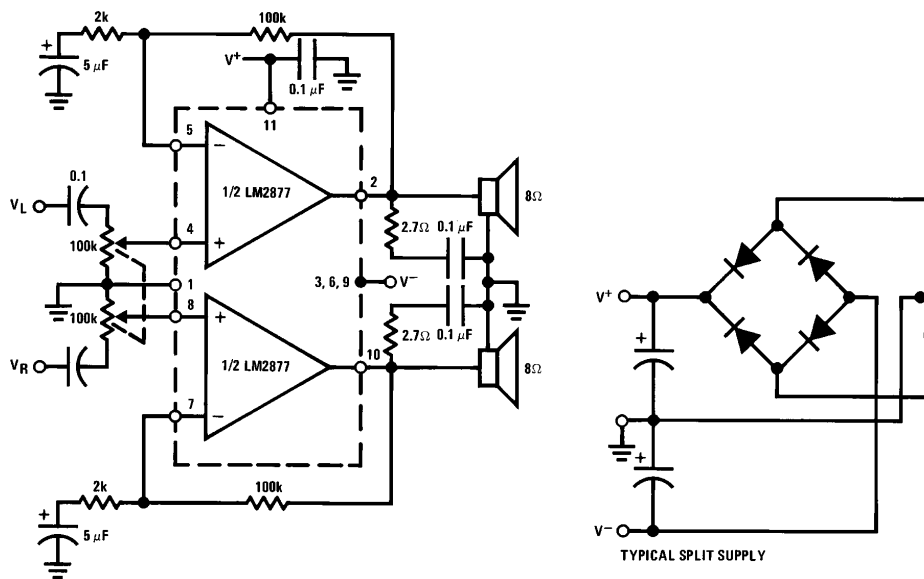 2k
100k
+
5 μF
V+
0.1 μF
11
5
−
1/2 LM2877
2
8Ω
0.1
VL
4
+
2.7Ω
0.1 μF
100k
1
3, 6, 9
V−
8
+
100k
2.7Ω
0.1 μF
1/2 LM2877
10
8Ω
VR
7
−
2k
100k
+
5 μF
V+
+
+
V−
TYPICAL SPLIT SUPPLY